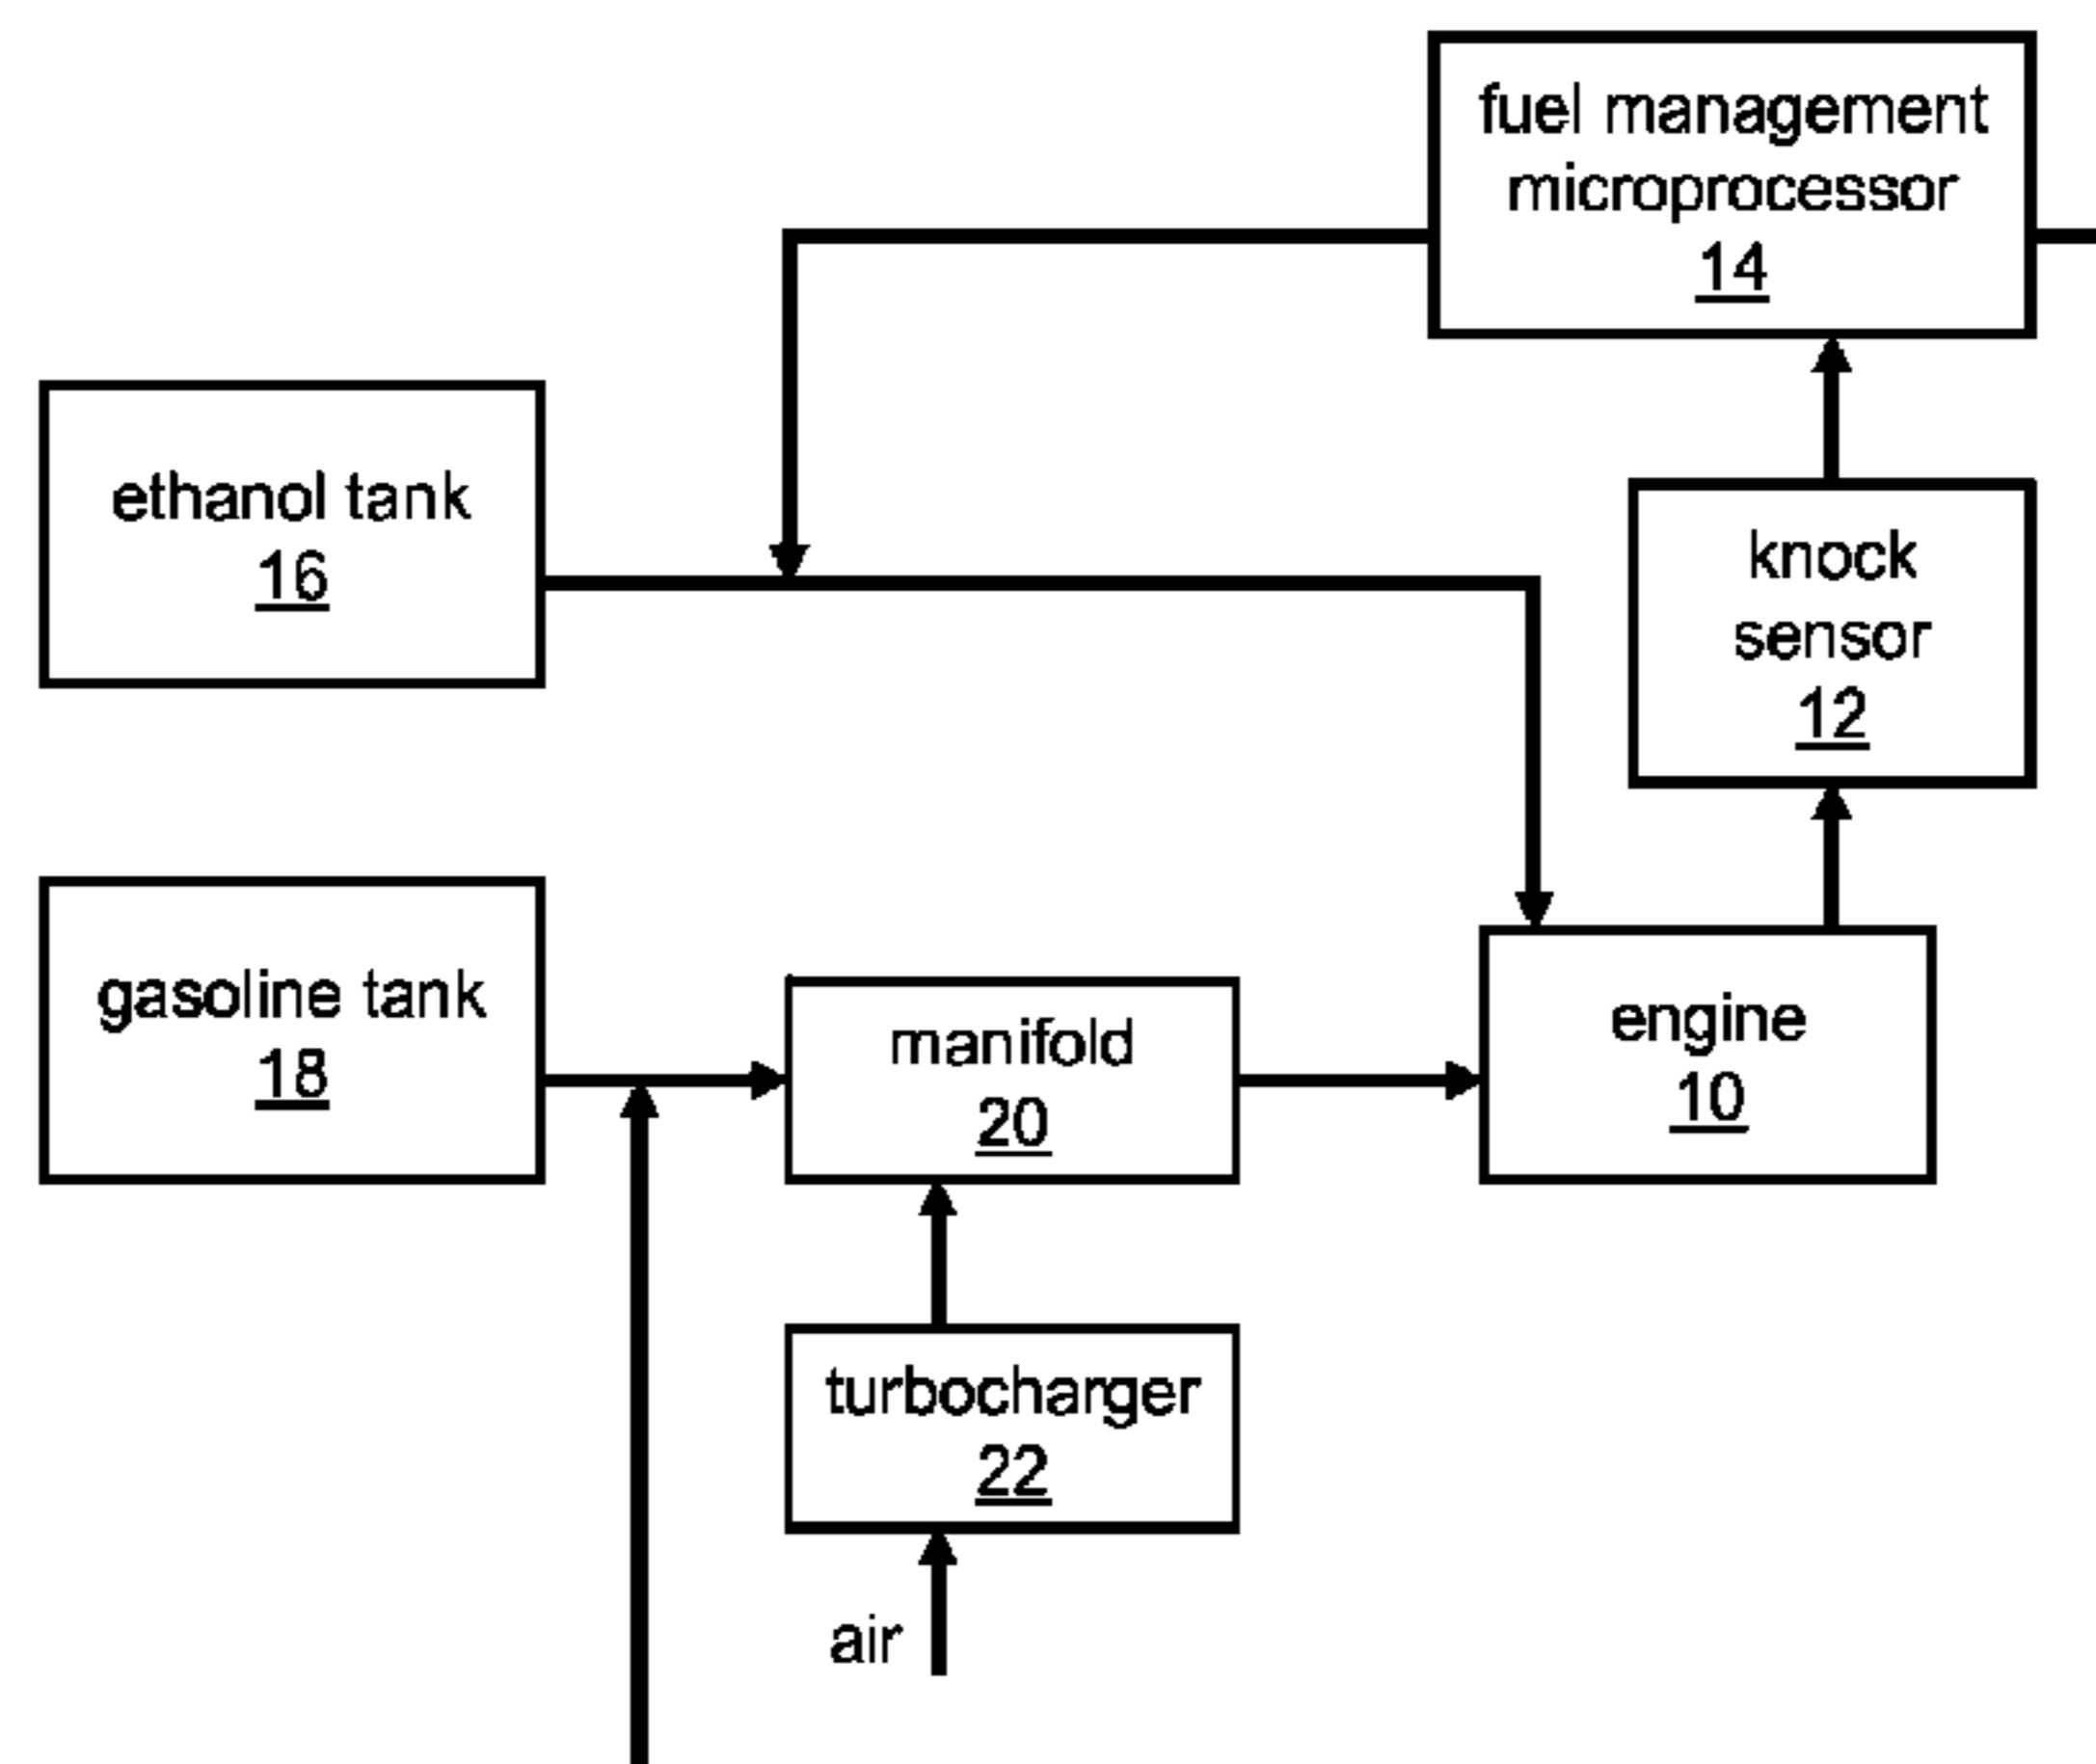 fuel management
microprocessor
14
ethanol tank
16
knock
sensor
12
gasoline tank
18
manifold
20
engine
10
turbocharger
22
air